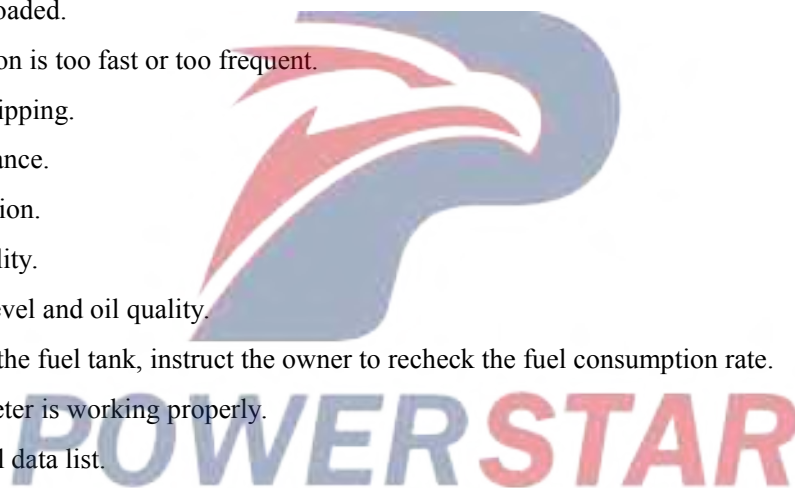 oaded.
on is too fast or too frequent.
ipping.
ance.
ion.
lity.
evel and oil quality.
the fuel tank, instruct the owner to recheck the fuel consumption rate.
eter is working properly.
l data list.
POWERSTAR